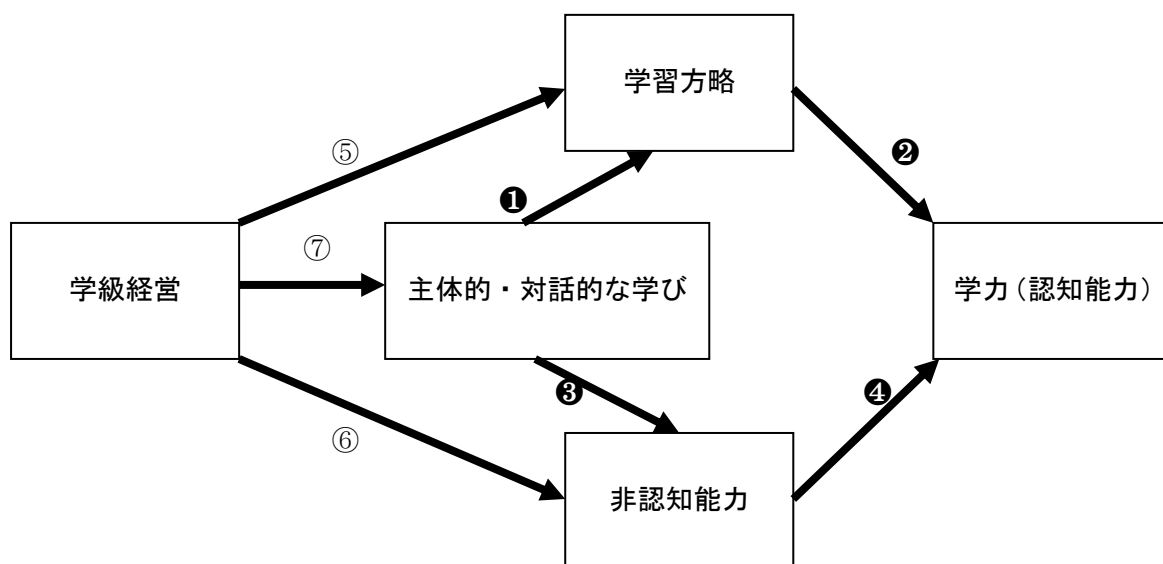 学習方略
⑤
❷
❶
⑦
学級経営
主体的・対話的な学び
学力（認知能力）
❸
❹
⑥
非認知能力